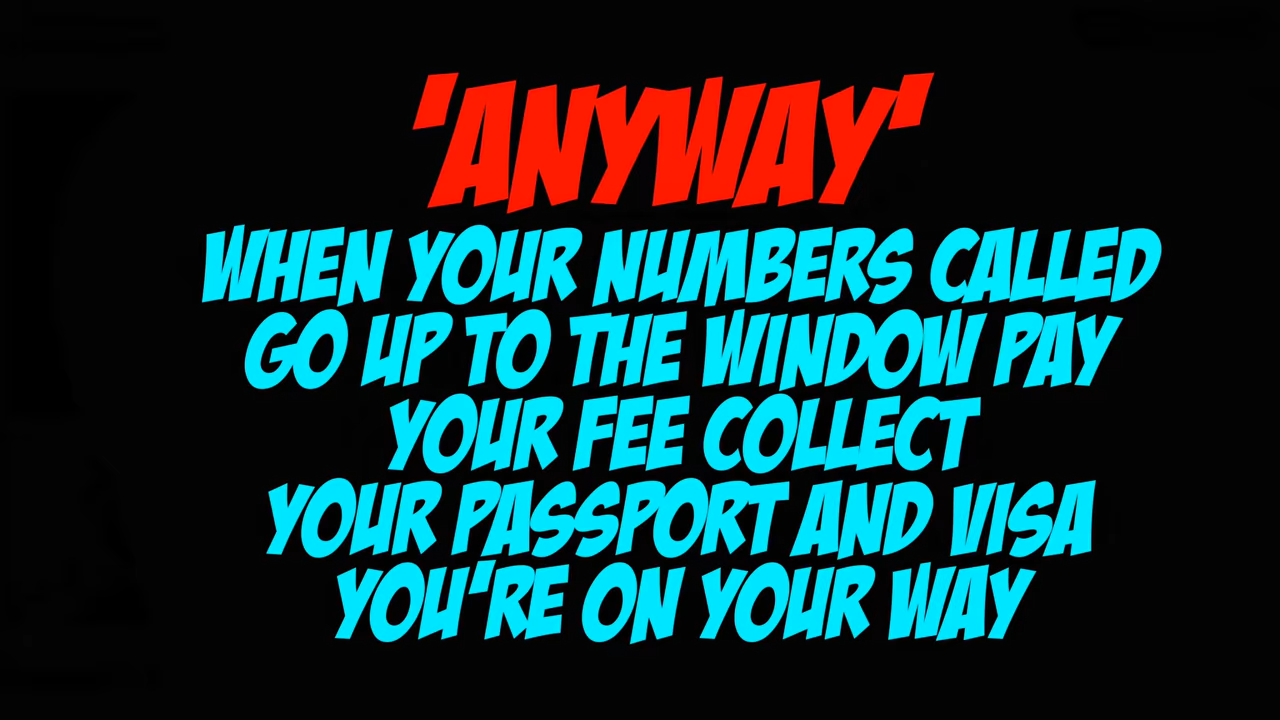 'ANYWAY'
WHEN YOUR NUMBERS CALLED
GO UP TO THE WINDOW PAY
YOUR FEE COLLECT
YOUR PASSPORT AND VISA
YOU'RE ON YOUR WAY